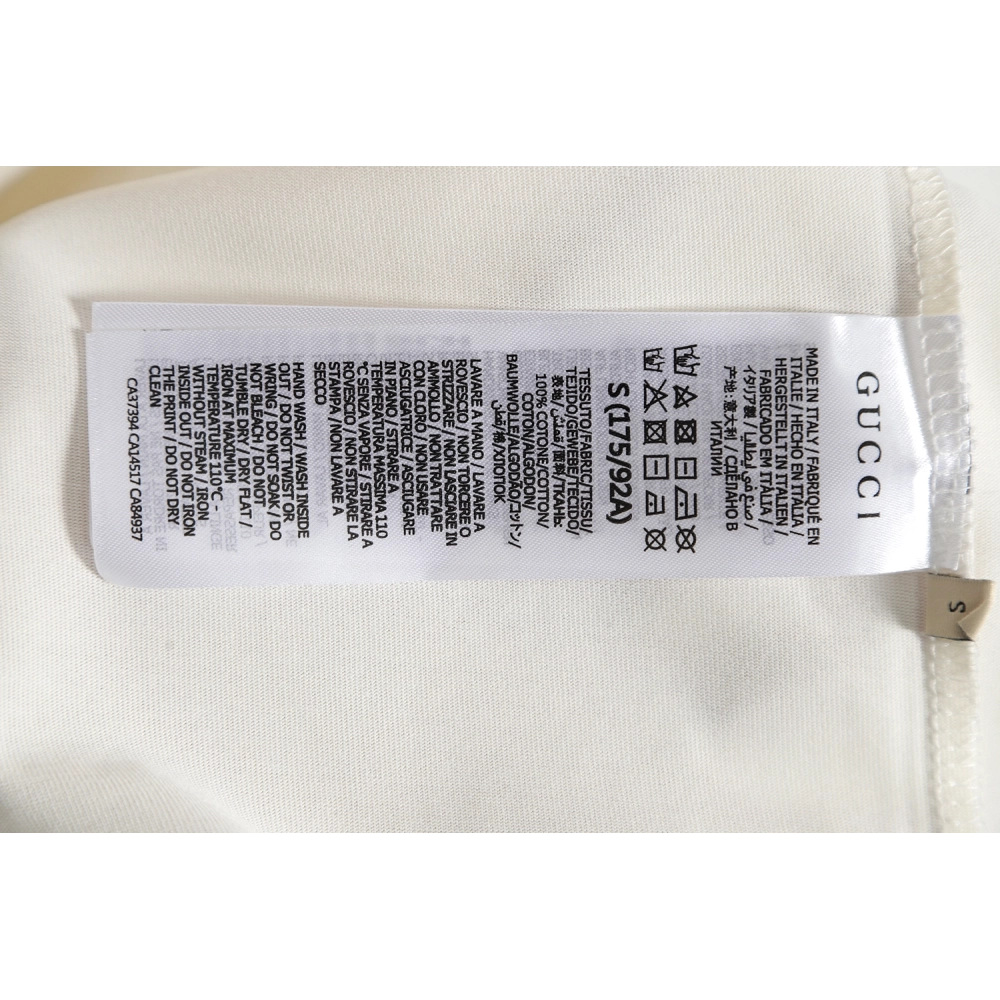 GUCCI
MADE IN ITALY / FABRIQUÉ EN
ITALIE / HECHO EN ITALIA /
HERGESTELLT IN ITALIEN /
FABRICADO EM ITÁLIA /
イタリア製 / صنع في إيطاليا /
产地: 意大利 / СДЕЛАНО В
ИТАЛИИ
S (175/92A)
TESSUTO/FABRIC/TISSU/
TEJIDO/GEWEBE/TECIDO/
表地/面料/قماش/ТКАНЬ:
100% COTONE/COTTON/
COTON/ALGODON/
BAUMWOLLE/ALGODÃO/コットン/
棉/قطن/ХЛОПОК
LAVARE A MANO / LAVARE A
ROVESCIO / NON TORCERE O
STRIZZARE / NON LASCIARE IN
AMMOLLO / NON TRATTARE
CON CLORO / NON USARE
ASCIUGATRICE / ASCIUGARE
IN PIANO / STIRARE A
TEMPERATURA MASSIMA 110
°C SENZA VAPORE / STIRARE A
ROVESCIO / NON STIRARE LA
STAMPA / NON LAVARE A
SECO
HAND WASH / WASH INSIDE
OUT / DO NOT TWIST OR
WRING / DO NOT SOAK / DO
NOT BLEACH / DO NOT
TUMBLE DRY / DRY FLAT /
IRON AT MAXIMUM
TEMPERATURE 110°C -
WITHOUT STEAM / IRON
INSIDE OUT / DO NOT IRON
THE PRINT / DO NOT DRY
CLEAN
CA37394 CA14517 CA84937
S